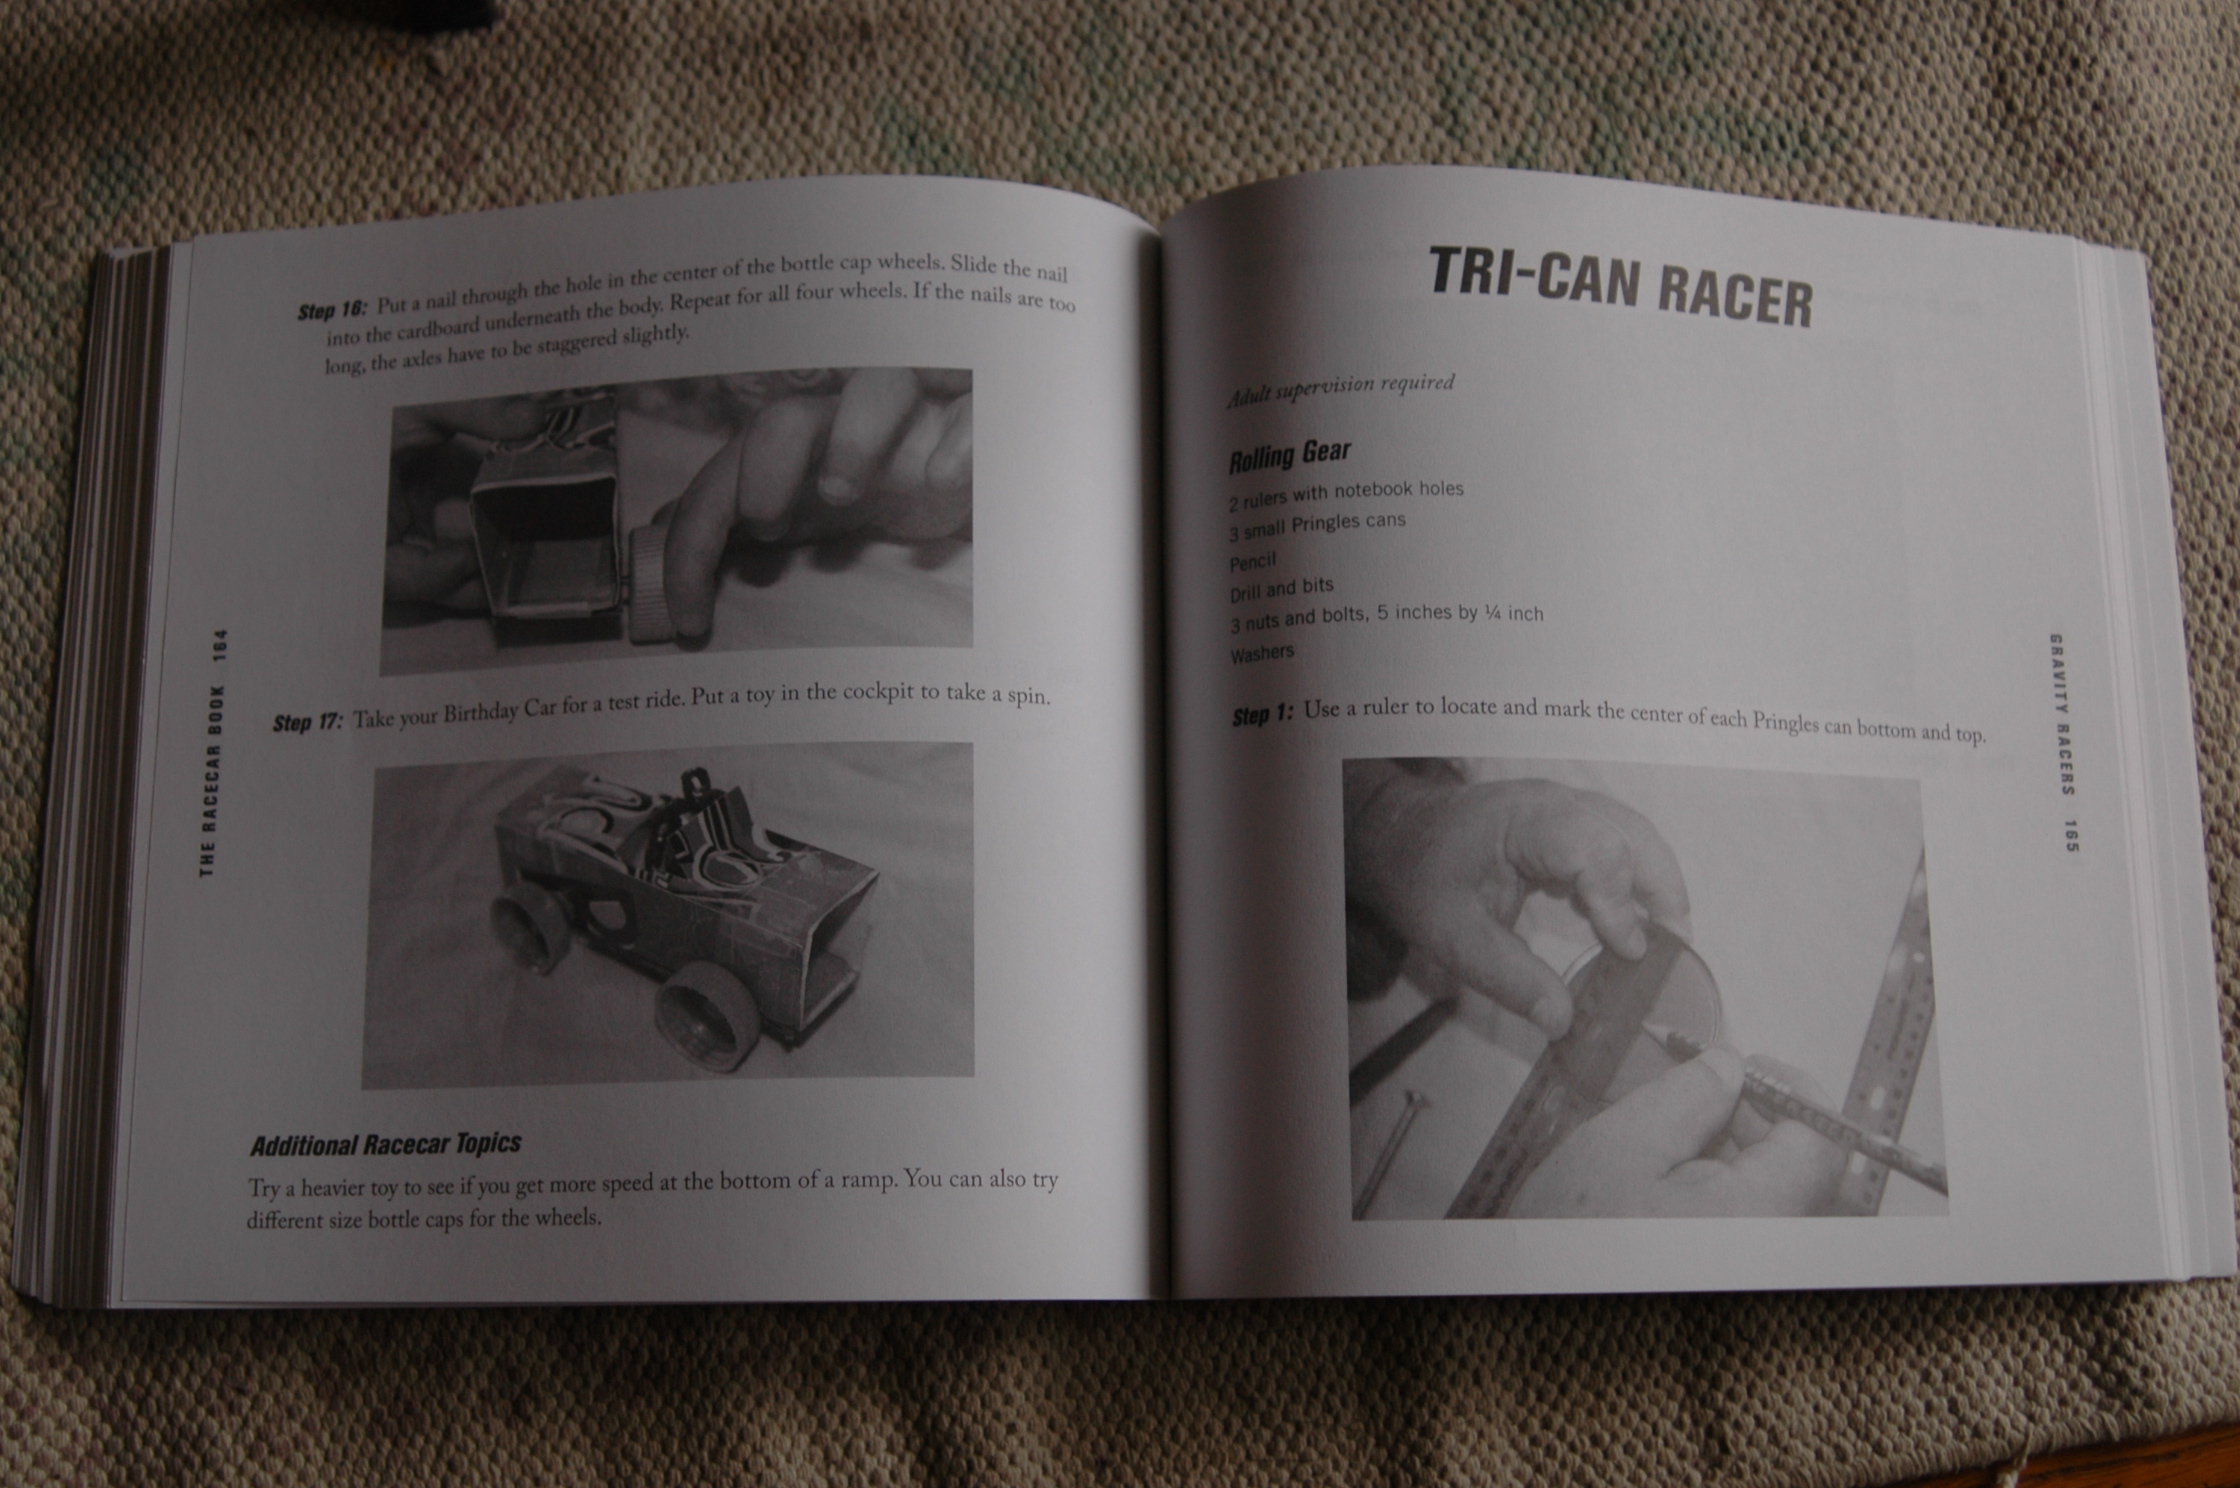 Step 16: Put a nail through the hole in the center of the bottle cap wheels. Slide the nail
into the cardboard underneath the body. Repeat for all four wheels. If the nails are too
long, the axles have to be staggered slightly.
Step 17: Take your Birthday Car for a test ride. Put a toy in the cockpit to take a spin.
Additional Racecar Topics
Try a heavier toy to see if you get more speed at the bottom of a ramp. You can also try
different size bottle caps for the wheels.
THE RACECAR BOOK 164
TRI-CAN RACER
Adult supervision required
Rolling Gear
2 rulers with notebook holes
3 small Pringles cans
Pencil
Drill and bits
3 nuts and bolts, 5 inches by ¼ inch
Washers
Step 1: Use a ruler to locate and mark the center of each Pringles can bottom and top.
GRAVITY RACERS 165